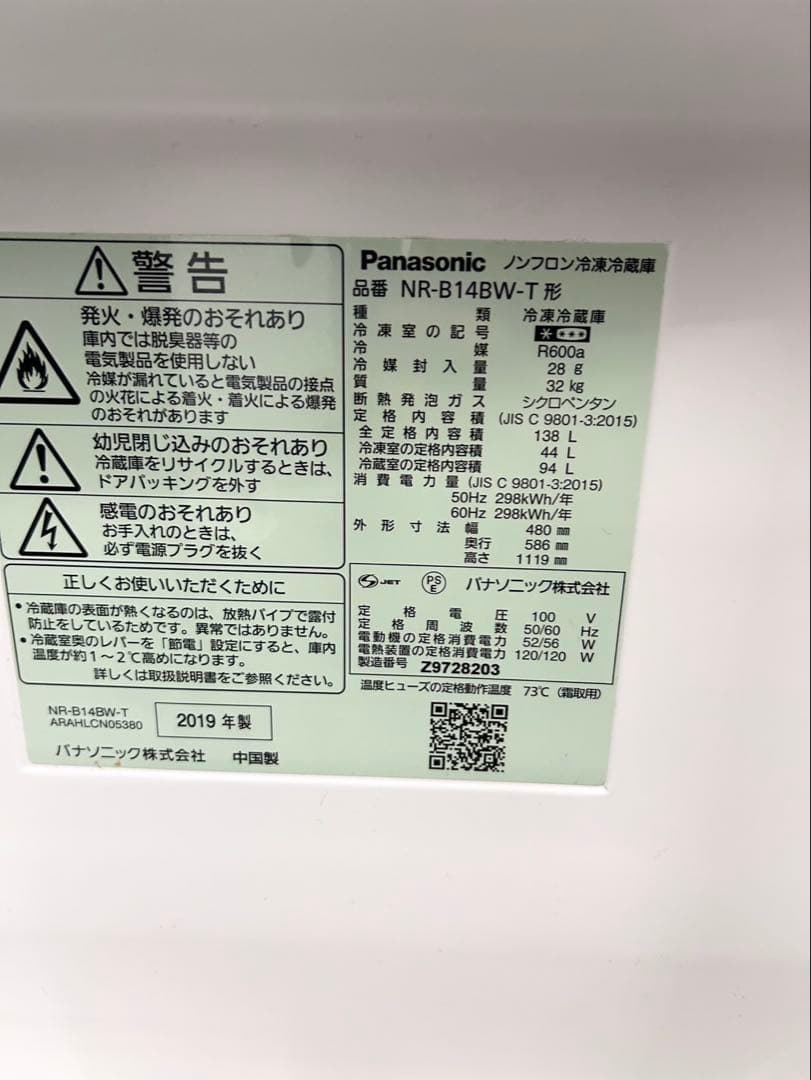 警告
発火・爆発のおそれあり
庫内では脱臭器等の
電気製品を使用しない
冷媒が漏れていると電気製品の接点
の火花による着火・着火による爆発
のおそれがあります
幼児閉じ込みのおそれあり
冷蔵庫をリサイクルするときは、
ドアパッキングを外す
感電のおそれあり
お手入れのときは、
必ず電源プラグを抜く
正しくお使いいただくために
・冷蔵庫の表面が熱くなるのは、放熱パイプで露付
防止をしているためです。異常ではありません。
・冷蔵室奥のレバーを「節電」設定にすると、庫内
温度が約1～2℃高めになります。
詳しくは取扱説明書をご参照ください。
NR-B14BW-T
ARAHLCN05380
2019 年製
パナソニック株式会社 中国製
Panasonic ノンフロン冷凍冷蔵庫
品番 NR-B14BW-T 形
種類 冷凍冷蔵庫
冷凍室の記号
冷媒 R600a
冷媒封入量 28 g
質量 32 kg
断熱発泡ガス シクロペンタン
定格内容積 (JIS C 9801-3:2015)
全定格内容積 138 L
冷凍室の定格内容積 44 L
冷蔵室の定格内容積 94 L
消費電力量 (JIS C 9801-3:2015)
50Hz 298kWh/年
60Hz 298kWh/年
外形寸法 幅 480 mm
奥行 586 mm
高さ 1119 mm
JET PS E パナソニック株式会社
定格電圧 100 V
定格周波数 50/60 Hz
電動機の定格消費電力 52/56 W
電熱装置の定格消費電力 120/120 W
製造番号 Z9728203
温度ヒューズの定格動作温度 73℃ (霜取用)